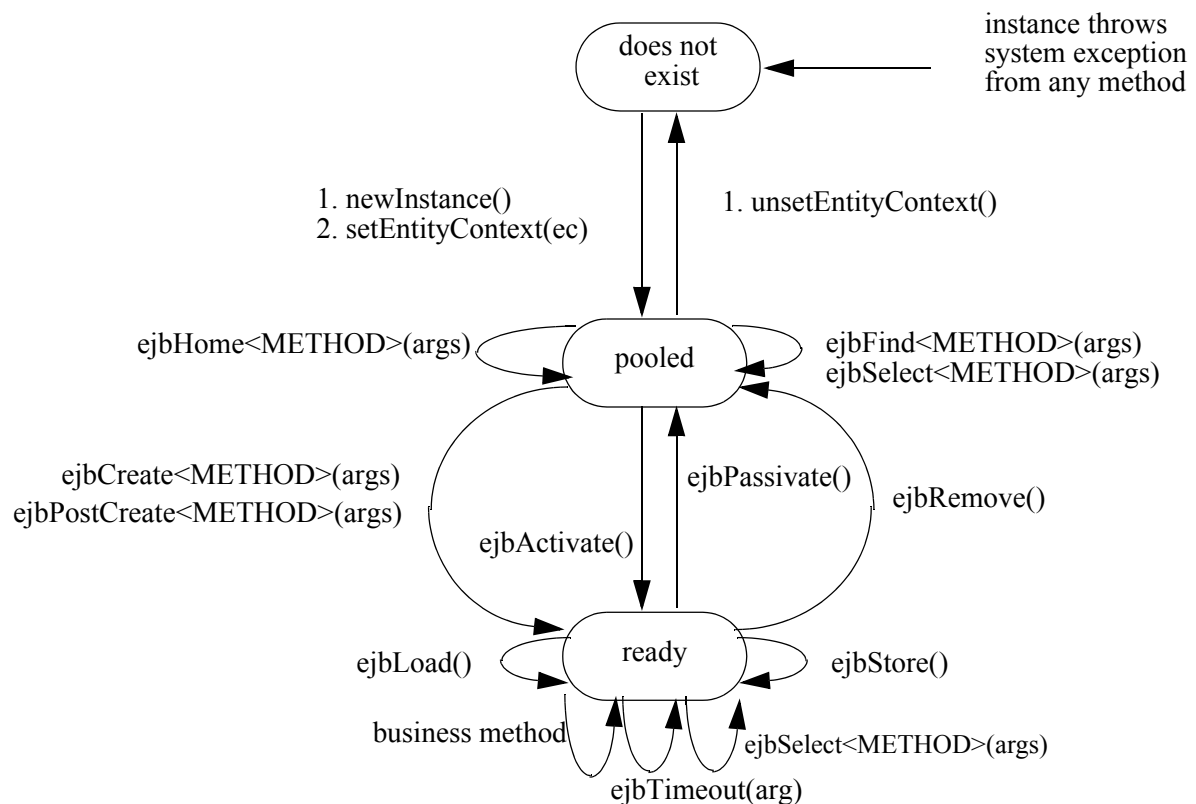 does not
exist
instance throws
system exception
from any method
1. newInstance()
2. setEntityContext(ec)
1. unsetEntityContext()
ejbHome<METHOD>(args)
pooled
ejbFind<METHOD>(args)
ejbSelect<METHOD>(args)
ejbCreate<METHOD>(args)
ejbPostCreate<METHOD>(args)
ejbPassivate()
ejbRemove()
ejbActivate()
ejbLoad()
ready
ejbStore()
business method
ejbSelect<METHOD>(args)
ejbTimeout(arg)